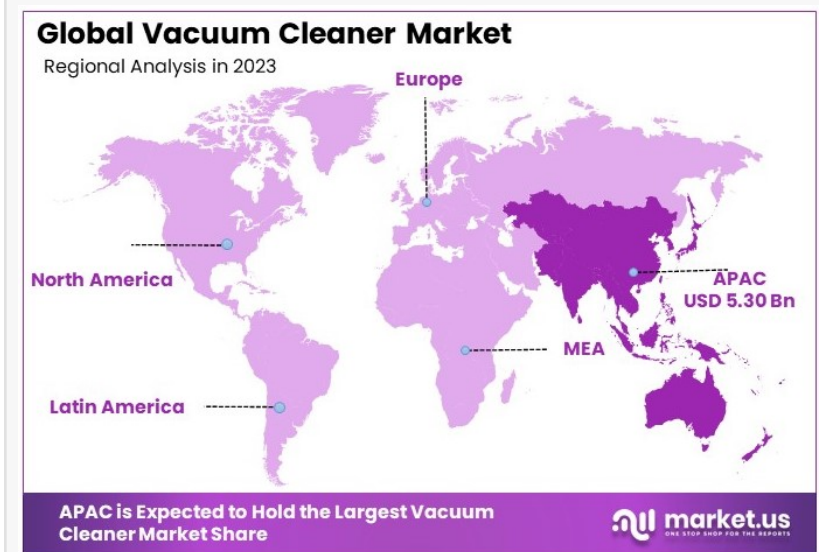 Global Vacuum Cleaner Market
Regional Analysis in 2023
Europe
North America
APAC
USD 5.30 Bn
MEA
Latin America
APAC is Expected to Hold the Largest Vacuum
Cleaner Market Share
market.us
ONE STOP SHOP FOR THE REPORTS